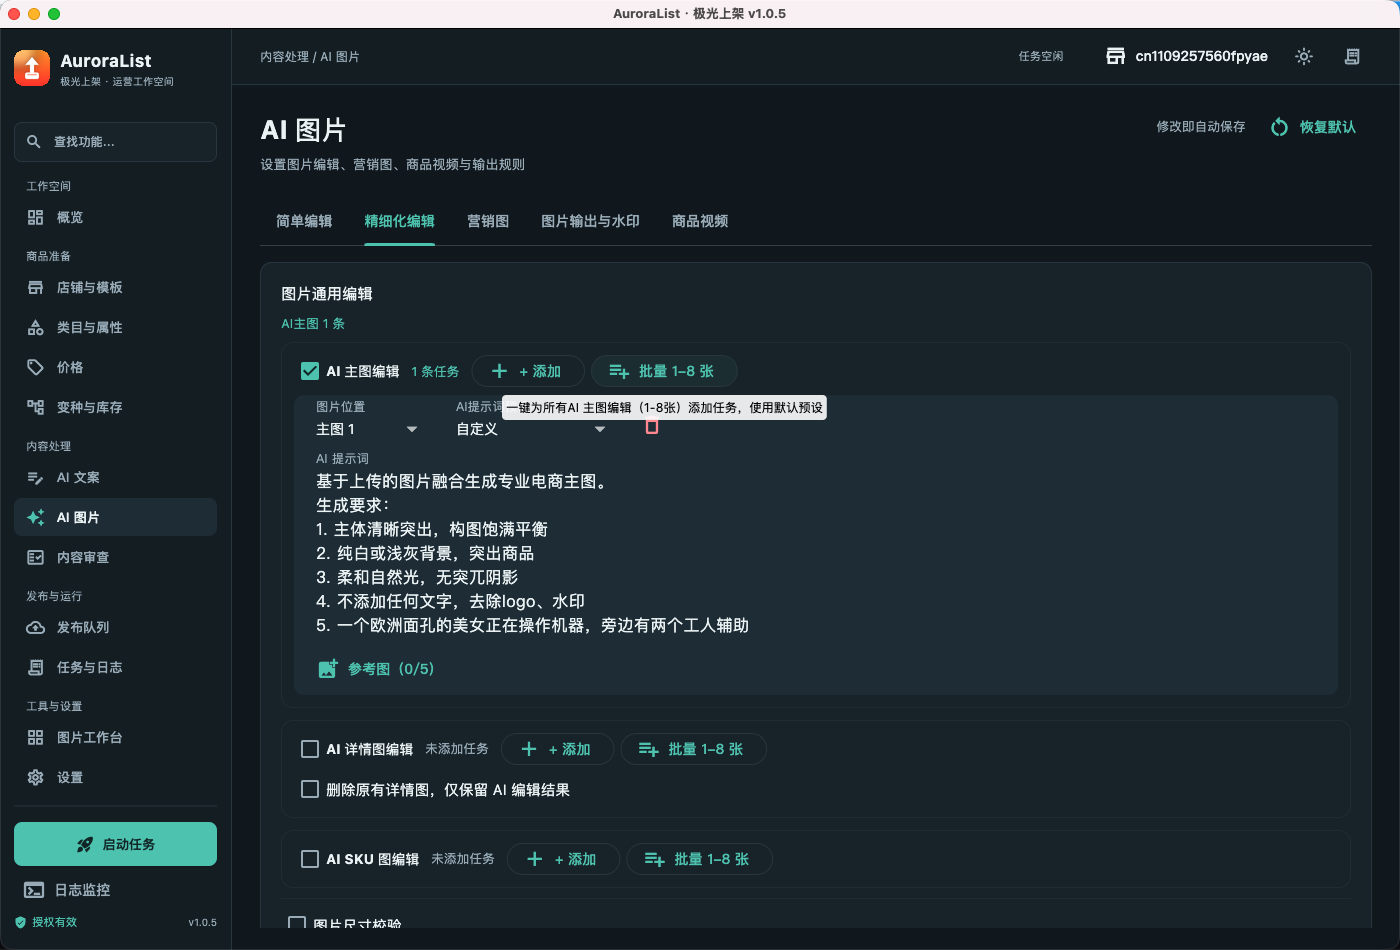 AuroraList · 极光上架 v1.0.5
AuroraList
极光上架 · 运营工作空间
查找功能...
工作空间
概览
商品准备
店铺与模板
类目与属性
价格
变种与库存
内容处理
AI 文案
AI 图片
内容审查
发布与运行
发布队列
任务与日志
工具与设置
图片工作台
设置
启动任务
日志监控
授权有效 v1.0.5
内容处理 / AI 图片 任务空闲 cn1109257560fpyae
AI 图片 修改即自动保存 恢复默认
设置图片编辑、营销图、商品视频与输出规则
简单编辑 精细化编辑 营销图 图片输出与水印 商品视频
图片通用编辑
AI主图 1 条
AI 主图编辑 1 条任务 + 添加 批量 1–8 张
图片位置 AI提示词 一键为所有AI 主图编辑（1-8张）添加任务，使用默认预设
主图 1 自定义
AI 提示词
基于上传的图片融合生成专业电商主图。
生成要求：
1. 主体清晰突出，构图饱满平衡
2. 纯白或浅灰背景，突出商品
3. 柔和自然光，无突兀阴影
4. 不添加任何文字，去除logo、水印
5. 一个欧洲面孔的美女正在操作机器，旁边有两个工人辅助
参考图（0/5）
AI 详情图编辑 未添加任务 + 添加 批量 1–8 张
删除原有详情图，仅保留 AI 编辑结果
AI SKU 图编辑 未添加任务 + 添加 批量 1–8 张
图片尺寸校验